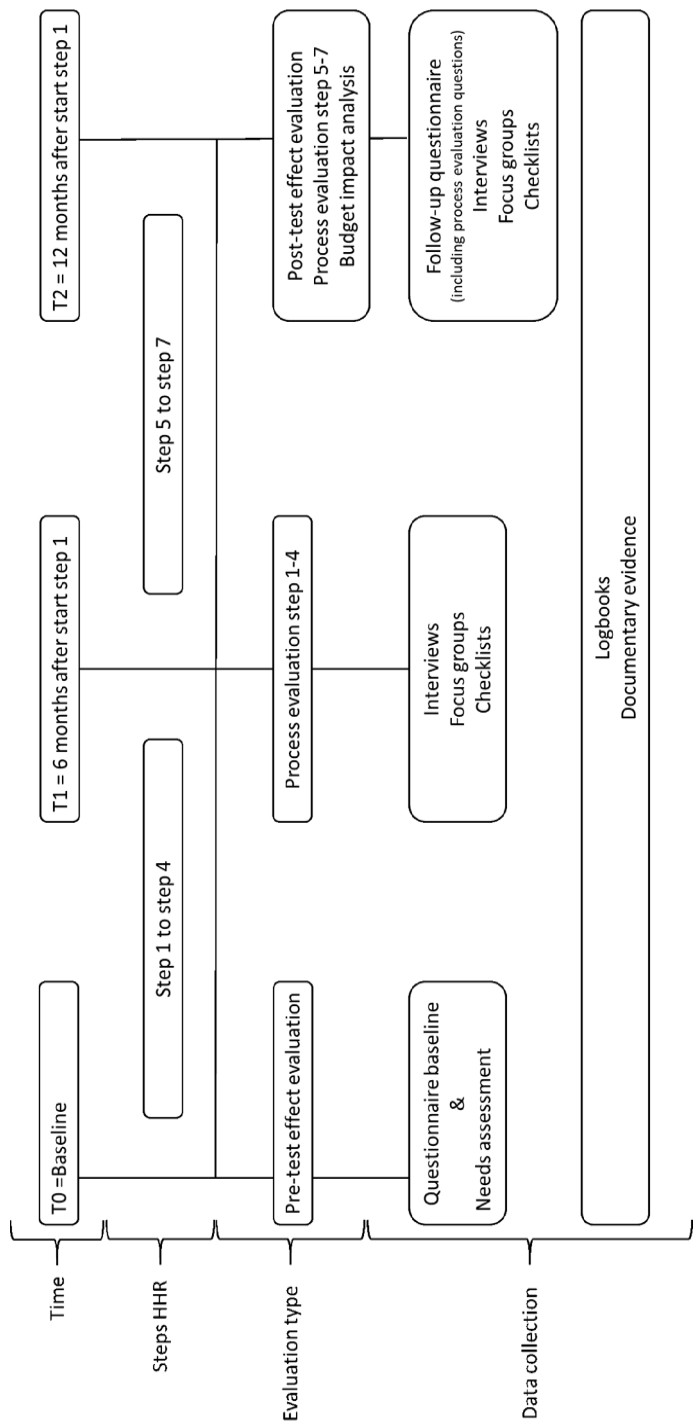 Time
T0 =Baseline
T1 = 6 months after start step 1
T2 = 12 months after start step 1
Steps HHR
Step 1 to step 4
Step 5 to step 7
Evaluation type
Pre-test effect evaluation
Process evaluation step 1-4
Post-test effect evaluation
Process evaluation step 5-7
Budget impact analysis
Data collection
Questionnaire baseline
&
Needs assessment
Interviews
Focus groups
Checklists
Follow-up questionnaire
(including process evaluation questions)
Interviews
Focus groups
Checklists
Logbooks
Documentary evidence